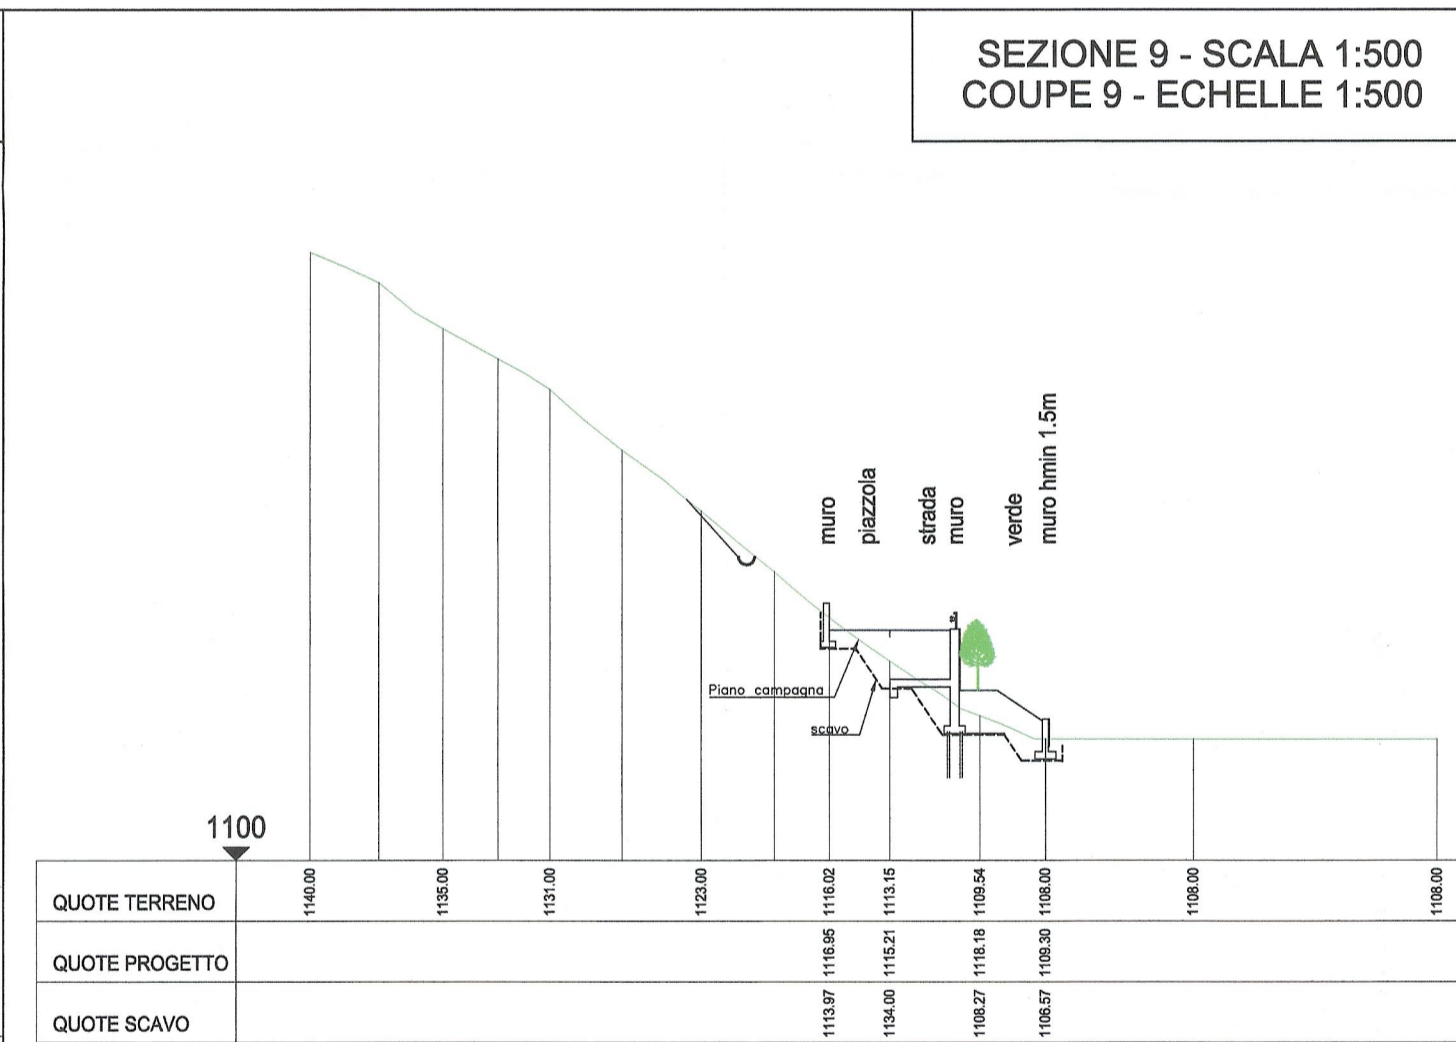 SEZIONE 9 - SCALA 1:500
COUPE 9 - ECHELLE 1:500
muro
piazzola
strada
muro
verde
muro hmin 1.5m
Piano campagna
scavo
1100
QUOTE TERRENO
1140.00
1135.00
1131.00
1123.00
1116.02
1113.15
1109.54
1108.00
1108.00
1108.00
QUOTE PROGETTO
1116.95
1115.21
1118.18
1109.30
QUOTE SCAVO
1113.97
1134.00
1108.27
1106.57